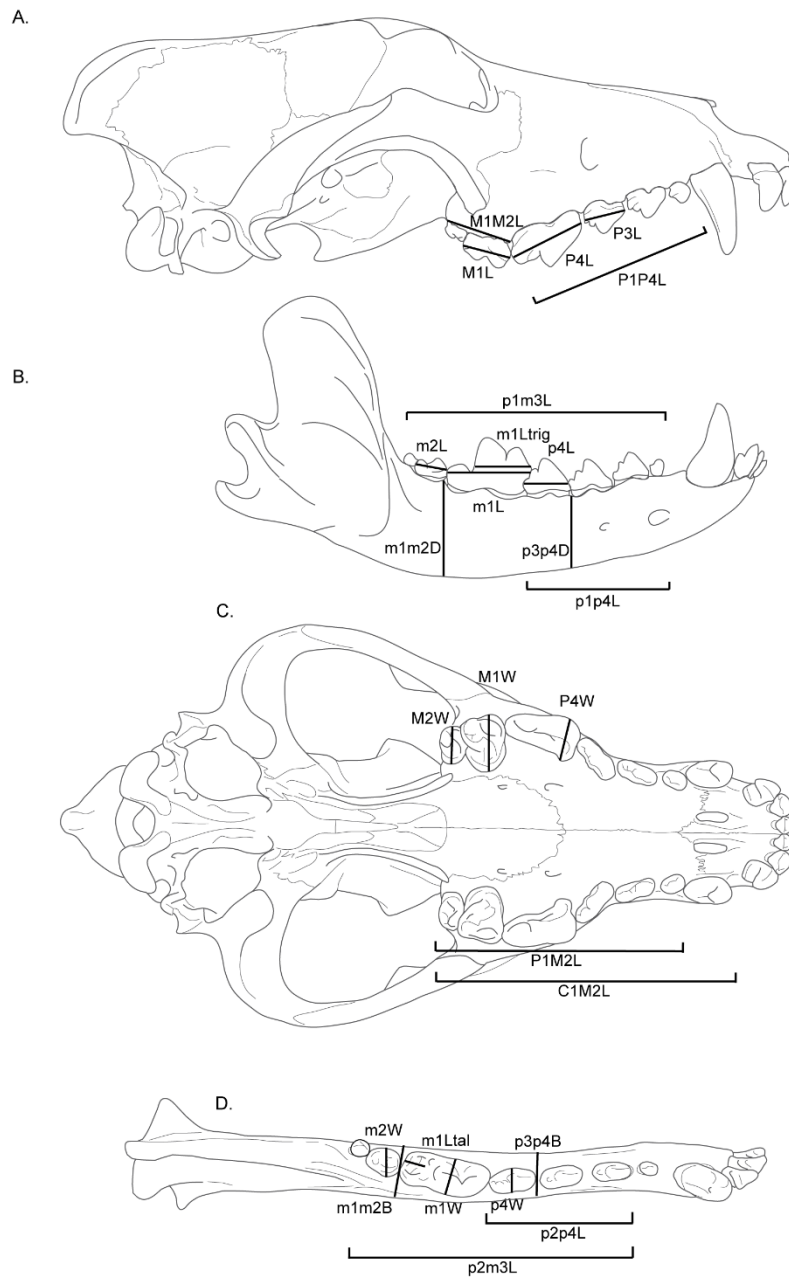 A.
M1M2L
P3L
M1L
P4L
P1P4L
B.
p1m3L
m1Ltrig
m2L
p4L
m1L
m1m2D
p3p4D
p1p4L
C.
M1W
P4W
M2W
P1M2L
C1M2L
D.
m2W
m1Ltal
p3p4B
m1m2B
m1W
p4W
p2p4L
p2m3L